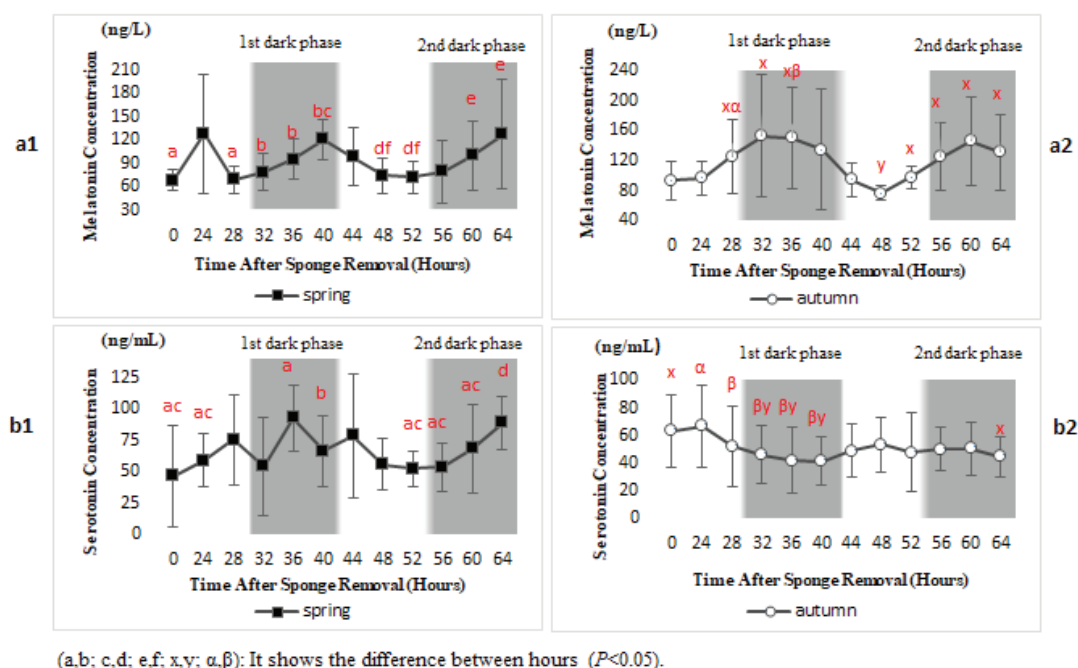 a1
(ng/L)
1st dark phase
2nd dark phase
Melatonin Concentration
210
180
150
120
90
60
30
a a b b bc df df e e
0 24 28 32 36 40 44 48 52 56 60 64
Time After Sponge Removal (Hours)
spring
a2
(ng/L)
1st dark phase
2nd dark phase
Melatonin Concentration
240
200
160
120
80
40
xα x xβ y x x x x
0 24 28 32 36 40 44 48 52 56 60 64
Time After Sponge Removal (Hours)
autumn
b1
(ng/mL)
1st dark phase
2nd dark phase
Serotonin Concentration
125
100
75
50
25
0
ac ac a b ac ac ac d
0 24 28 32 36 40 44 48 52 56 60 64
Time After Sponge Removal (Hours)
spring
b2
(ng/mL)
1st dark phase
2nd dark phase
Serotonin Concentration
100
80
60
40
20
0
x α β βy βy βy x
0 24 28 32 36 40 44 48 52 56 60 64
Time After Sponge Removal (Hours)
autumn
(a,b; c,d; e,f; x,y; α,β): It shows the difference between hours (P<0.05).